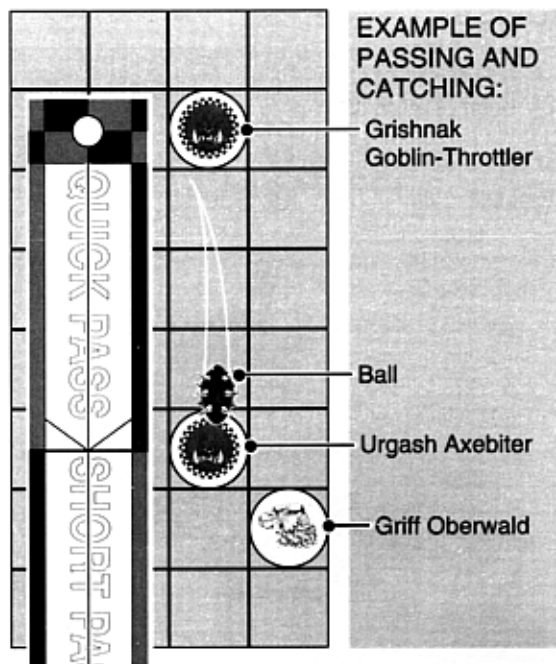 EXAMPLE OF
PASSING AND
CATCHING:
Grishnak
Goblin-Throttler
Ball
Urgash Axebiter
Griff Oberwald
QUICK PASS
SHORT PA